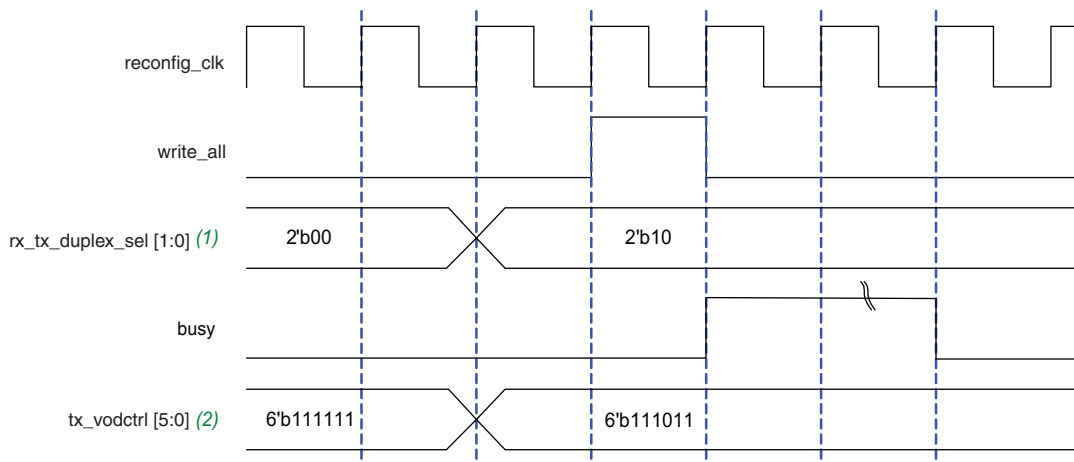 reconfig_clk
write_all
rx_tx_duplex_sel [1:0] (1) 2'b00 2'b10
busy
tx_vodctrl [5:0] (2) 6'b111111 6'b111011